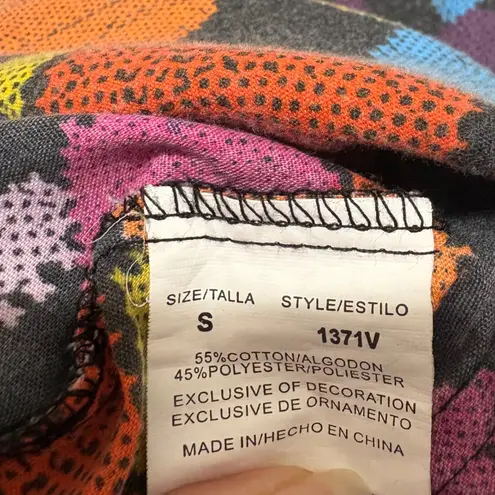 SIZE/TALLA STYLE/ESTILO
S 1371V
55%COTTON/ALGODON
45%POLYESTER/POLIESTER
EXCLUSIVE OF DECORATION
EXCLUSIVE DE ORNAMENTO
MADE IN/HECHO EN CHINA